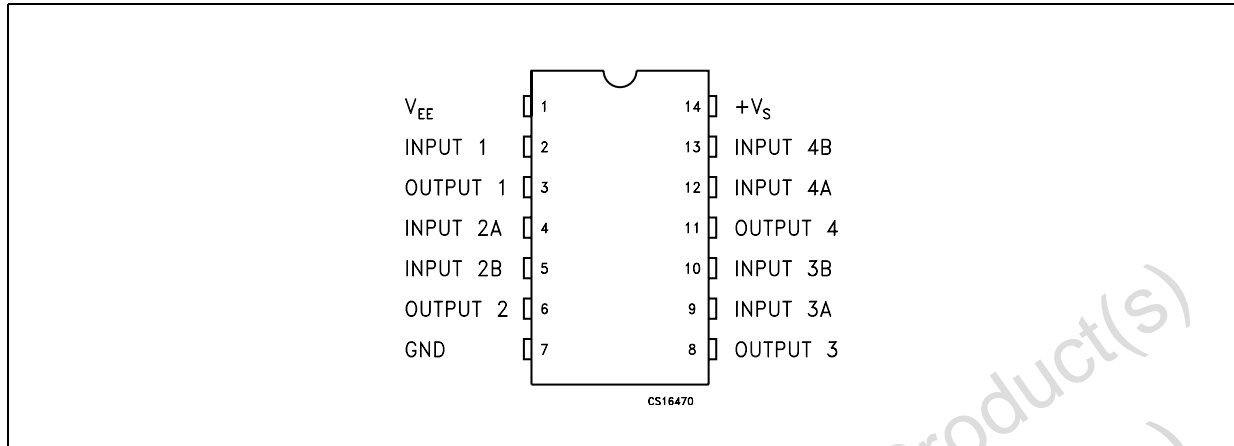 V_EE 1 14 +V_S
INPUT 1 2 13 INPUT 4B
OUTPUT 1 3 12 INPUT 4A
INPUT 2A 4 11 OUTPUT 4
INPUT 2B 5 10 INPUT 3B
OUTPUT 2 6 9 INPUT 3A
GND 7 8 OUTPUT 3
CS16470
Product(s)